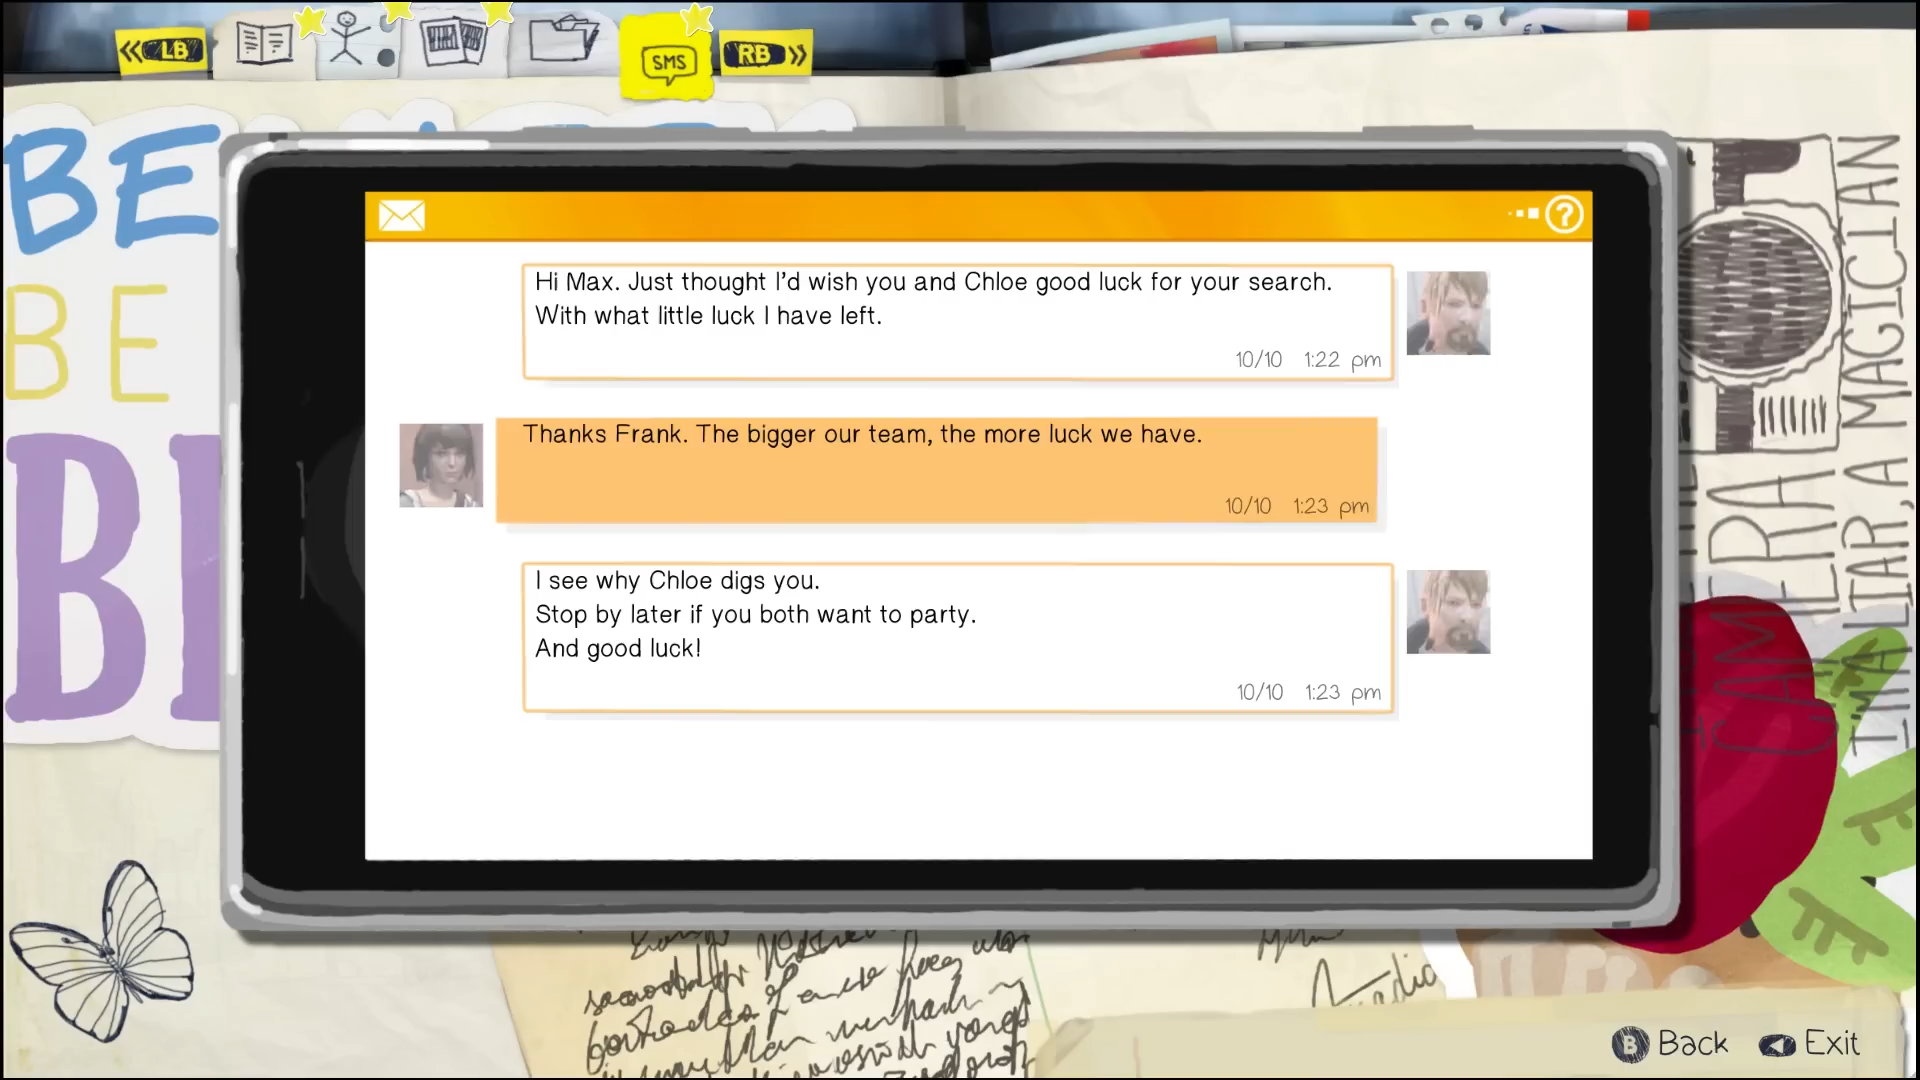 LB
SMS
RB
BE
BE
Hi Max. Just thought I'd wish you and Chloe good luck for your search.
With what little luck I have left.
10/10 1:22 pm
Thanks Frank. The bigger our team, the more luck we have.
10/10 1:23 pm
I see why Chloe digs you.
Stop by later if you both want to party.
And good luck!
10/10 1:23 pm
CAMERA
I'M A LIAR, A MAGICIAN
B Back
Exit